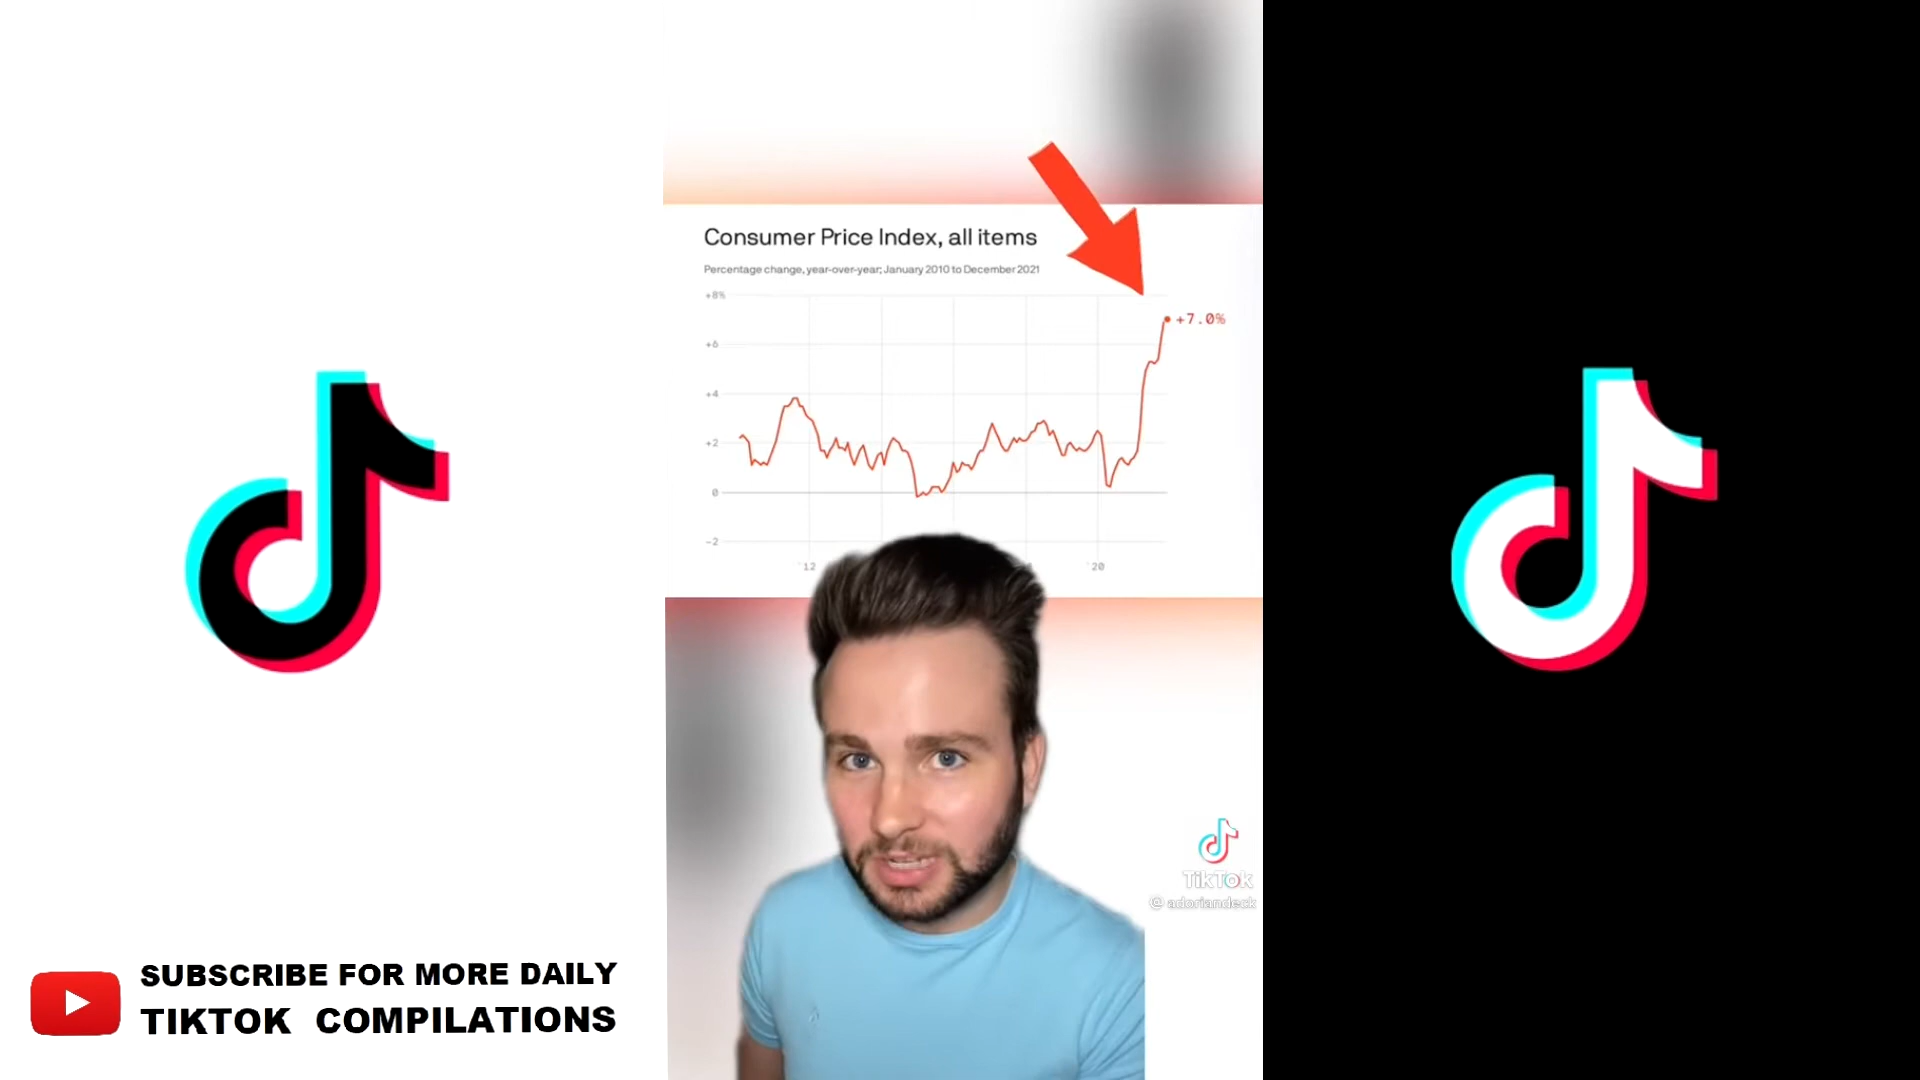 Consumer Price Index, all items
Percentage change, year-over-year; January 2010 to December 2021
+8%
+7.0%
+6
+4
+2
0
-2
'12
'20
TikTok
@adoriandeck
SUBSCRIBE FOR MORE DAILY
TIKTOK COMPILATIONS